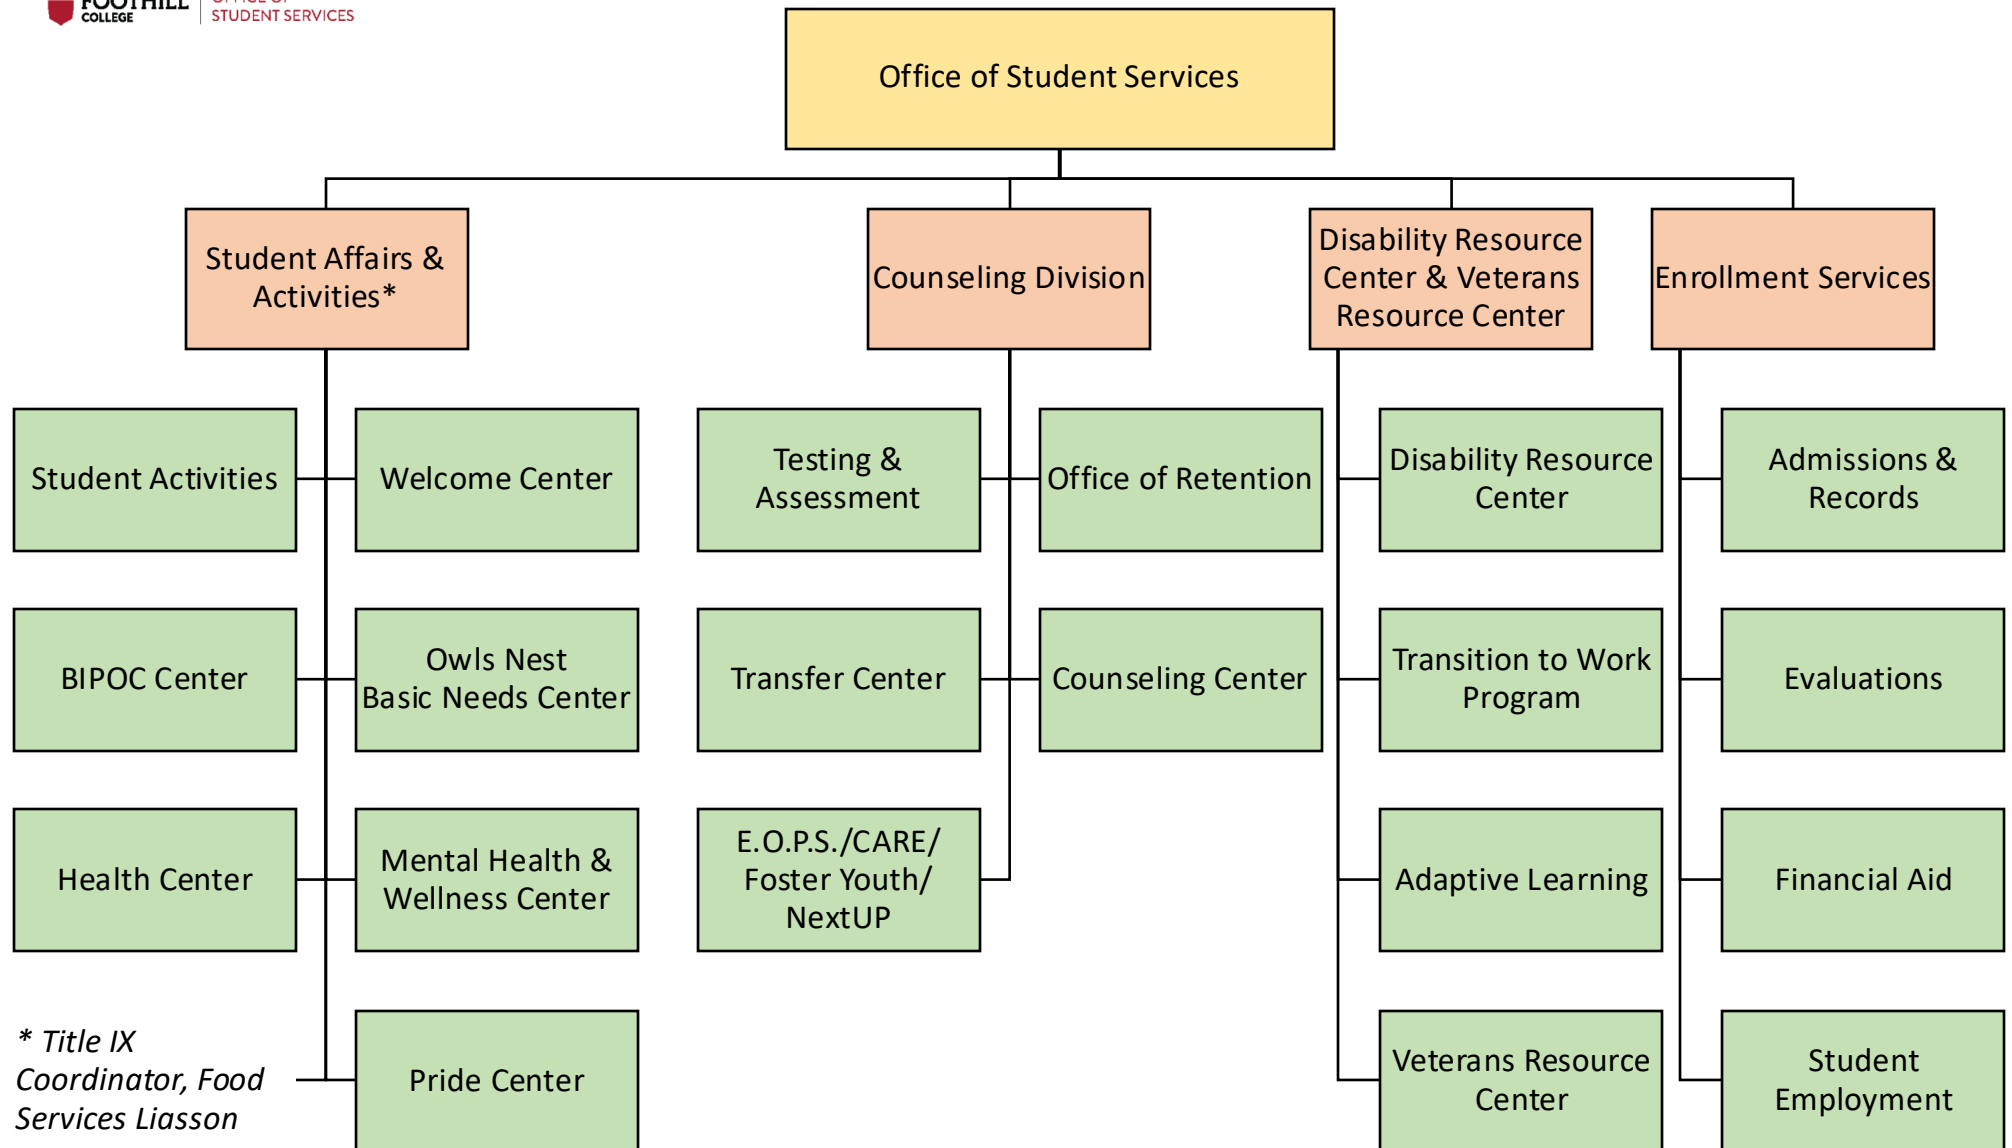 FOOTHILL
COLLEGE
OFFICE OF
STUDENT SERVICES
Office of Student Services
Student Affairs &
Activities*
Counseling Division
Disability Resource
Center & Veterans
Resource Center
Enrollment Services
Student Activities
Welcome Center
Testing &
Assessment
Office of Retention
Disability Resource
Center
Admissions &
Records
BIPOC Center
Owls Nest
Basic Needs Center
Transfer Center
Counseling Center
Transition to Work
Program
Evaluations
Health Center
Mental Health &
Wellness Center
E.O.P.S./CARE/
Foster Youth/
NextUP
Adaptive Learning
Financial Aid
* Title IX
Coordinator, Food
Services Liasson
Pride Center
Veterans Resource
Center
Student
Employment